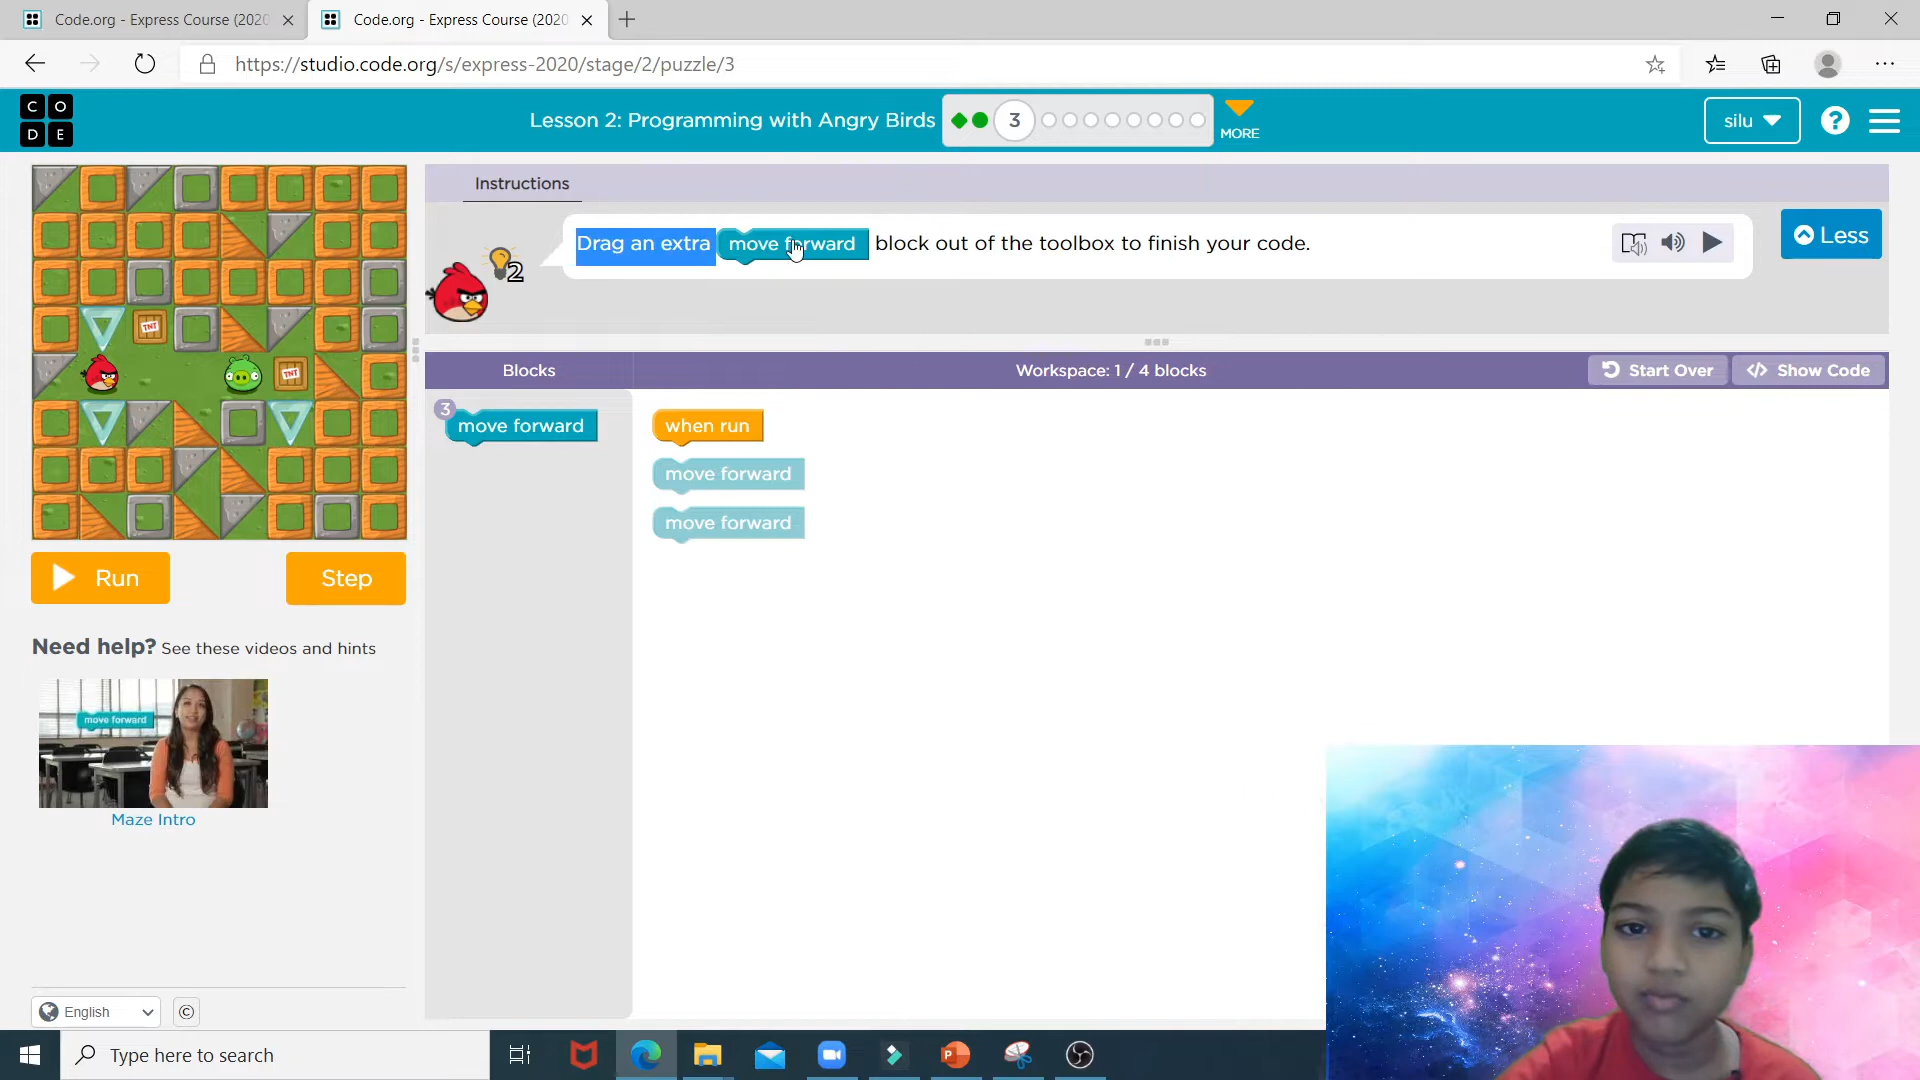 Code.org - Express Course (2020
Code.org - Express Course (2020
https://studio.code.org/s/express-2020/stage/2/puzzle/3
C O
D E
Lesson 2: Programming with Angry Birds
3
MORE
silu
?
Instructions
2
Drag an extra move forward block out of the toolbox to finish your code.
Less
Blocks
Workspace: 1 / 4 blocks
Start Over
</> Show Code
3
move forward
when run
move forward
move forward
TNT
TNT
Run
Step
Need help? See these videos and hints
move forward
Maze Intro
English
©
Type here to search